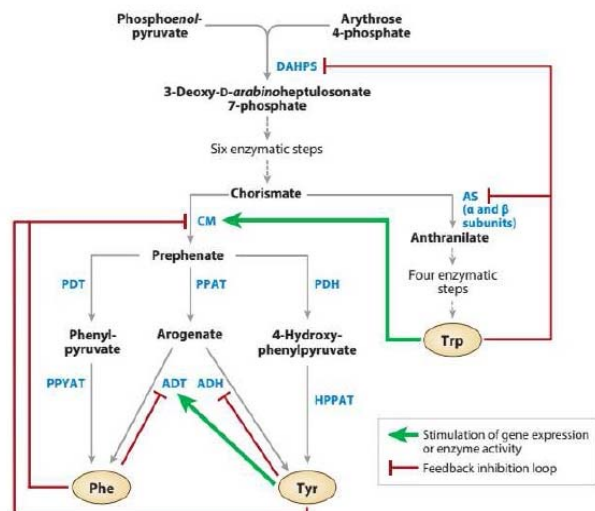 Phosphoenol-
pyruvate
Arythrose
4-phosphate
DAHPS
3-Deoxy-D-arabinoheptulosonate
7-phosphate
Six enzymatic steps
Chorismate
CM
AS
(α and β
subunits)
Anthranilate
Prephenate
Four enzymatic
steps
PDT
PPAT
PDH
Phenyl-
pyruvate
Arogenate
4-Hydroxy-
phenylpyruvate
Trp
PPYAT
ADT
ADH
HPPAT
Stimulation of gene expression
or enzyme activity
Feedback inhibition loop
Phe
Tyr